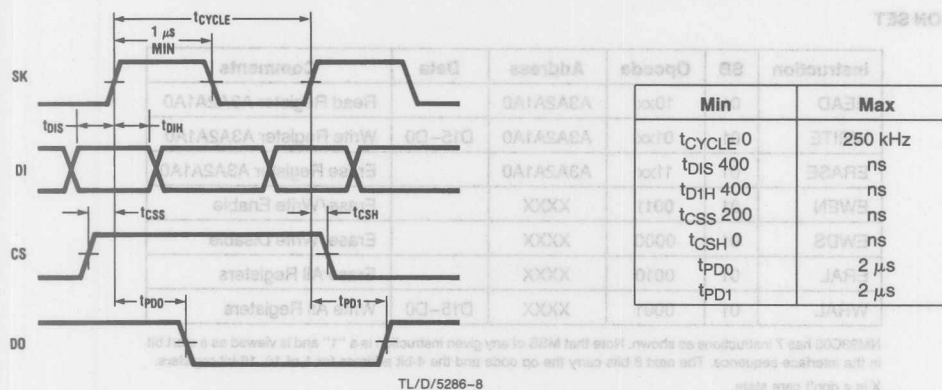 tCYCLE
1 μs
MIN
SK
tDIS
tDIH
DI
tCSS
tCSH
CS
tPD0
tPD1
DO
TL/D/5286–8
Min Max
tCYCLE 0 250 kHz
tDIS 400 ns
tD1H 400 ns
tCSS 200 ns
tCSH 0 ns
tPD0 2 μs
tPD1 2 μs